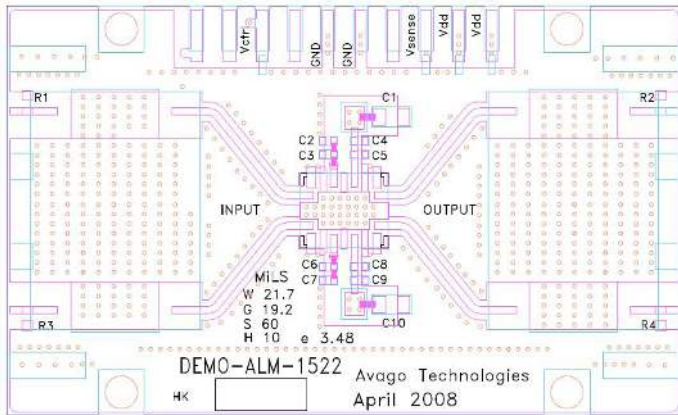 Vctrl
GND
GND
Vsense
Vdd
Vdd
R1
C1
R2
C2
C4
C3
C5
INPUT
OUTPUT
C6
C8
C7
C9
MiLS
W 21.7
G 19.2
S 60
H 10 e 3.48
C10
R3
R4
DEMO-ALM-1522
Avago Technologies
HK
April 2008